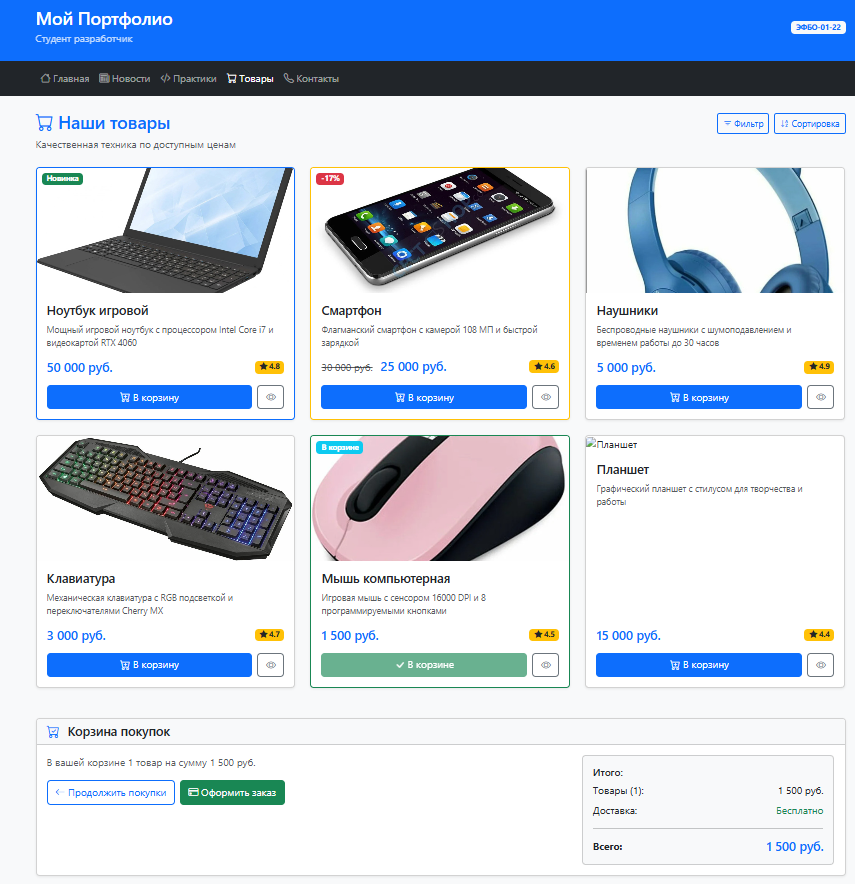 Мой Портфолио
Студент разработчик
ЭФБО-01-22
Главная Новости Практики Товары Контакты
Наши товары
Фильтр Сортировка
Качественная техника по доступным ценам
Новинка
Ноутбук игровой
Мощный игровой ноутбук с процессором Intel Core i7 и
видеокартой RTX 4060
50 000 руб. 4.8
В корзину
-17%
Смартфон
Флагманский смартфон с камерой 108 МП и быстрой
зарядкой
30 000 руб. 25 000 руб. 4.6
В корзину
Наушники
Беспроводные наушники с шумоподавлением и
временем работы до 30 часов
5 000 руб. 4.9
В корзину
Клавиатура
Механическая клавиатура с RGB подсветкой и
переключателями Cherry MX
3 000 руб. 4.7
В корзину
В корзине
Мышь компьютерная
Игровая мышь с сенсором 16000 DPI и 8
программируемыми кнопками
1 500 руб. 4.5
В корзине
Планшет
Планшет
Графический планшет с стилусом для творчества и
работы
15 000 руб. 4.4
В корзину
Корзина покупок
В вашей корзине 1 товар на сумму 1 500 руб.
Продолжить покупки Оформить заказ
Итого:
Товары (1): 1 500 руб.
Доставка: Бесплатно
Всего: 1 500 руб.